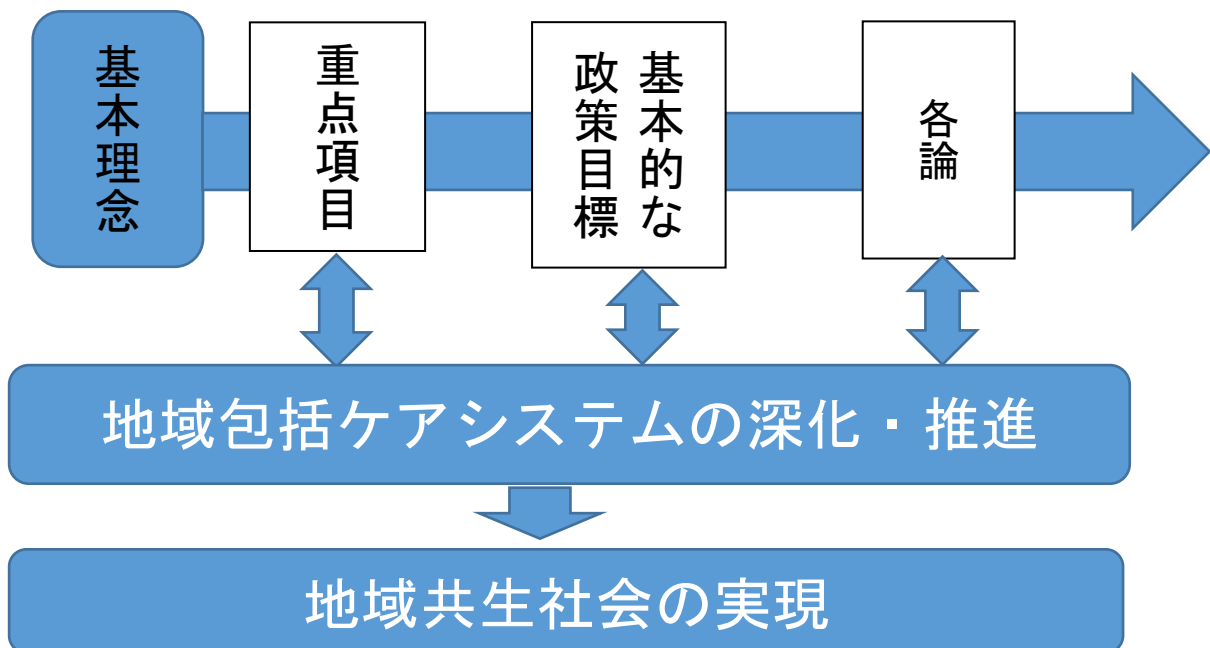 基本理念
重点項目
基本的な
政策目標
各論
地域包括ケアシステムの深化・推進
地域共生社会の実現